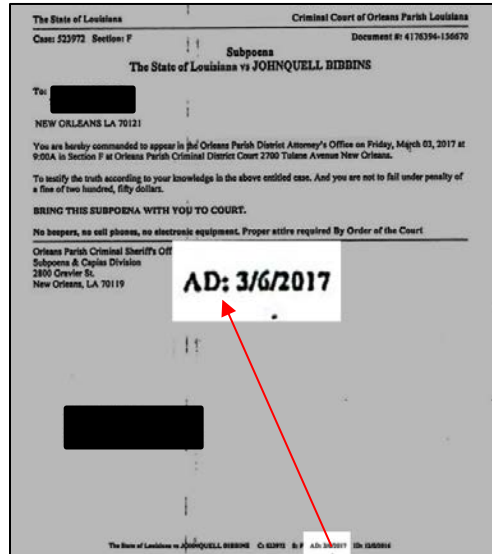 The State of Louisiana Criminal Court of Orleans Parish Louisiana
Case: 523972 Section: F Document #: 4176394-156670
Subpoena
The State of Louisiana vs JOHNQUELL BIBBINS
To:
NEW ORLEANS LA 70121
You are hereby commanded to appear in the Orleans Parish District Attorney's Office on Friday, March 03, 2017 at
9:00A in Section F at Orleans Parish Criminal District Court 2700 Tulane Avenue New Orleans.
To testify the truth according to your knowledge in the above entitled case. And you are not to fail under penalty of
a fine of two hundred, fifty dollars.
BRING THIS SUBPOENA WITH YOU TO COURT.
No beepers, no cell phones, no electronic equipment. Proper attire required By Order of the Court
Orleans Parish Criminal Sheriff's Off
Subpoena & Capias Division
2800 Gravier St.
New Orleans, LA 70119
AD: 3/6/2017
The State of Louisiana vs JOHNQUELL BIBBINS C: 523972 S: F AD: 3/6/2017